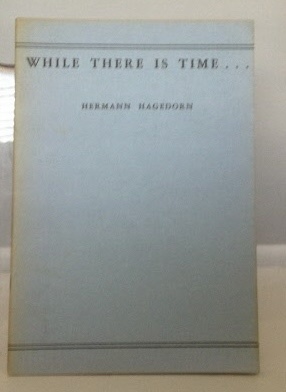 WHILE THERE IS TIME...
HERMANN HAGEDORN